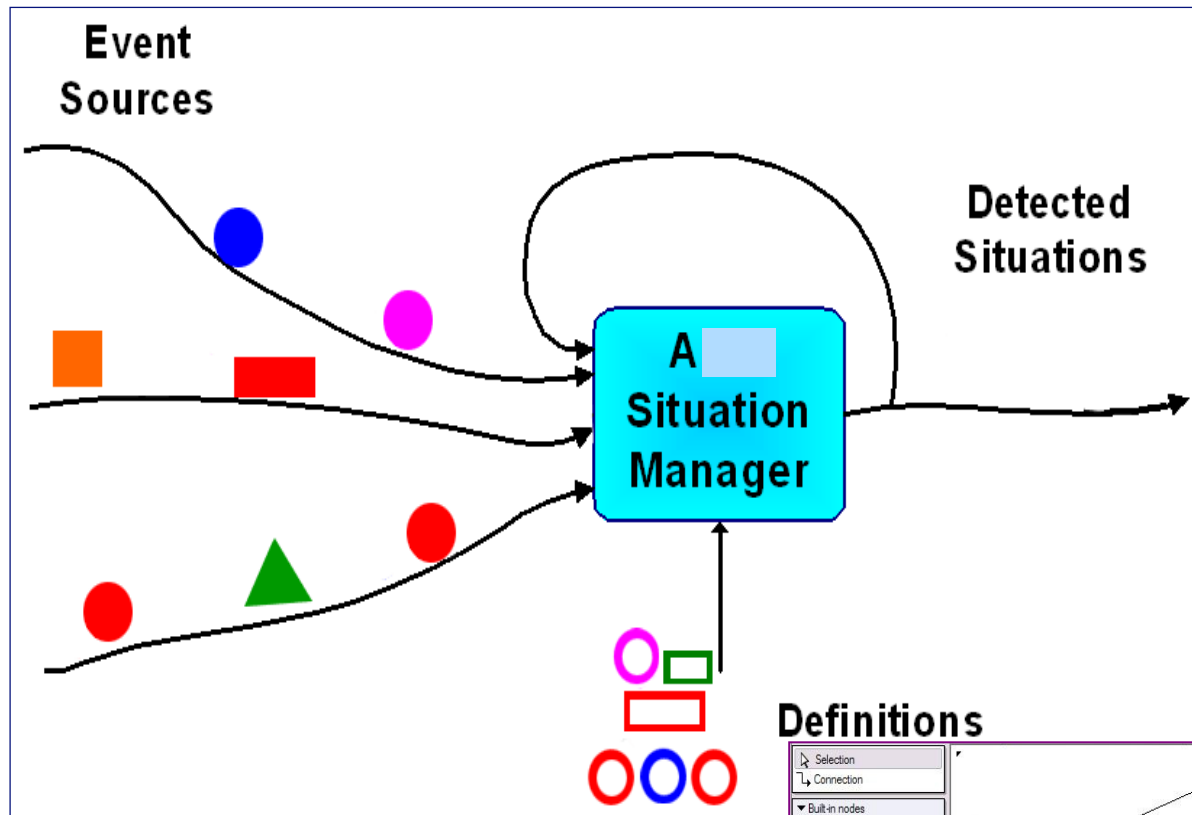 Event
Sources
Detected
Situations
A
Situation
Manager
Definitions
Selection
Connection
Built-in nodes